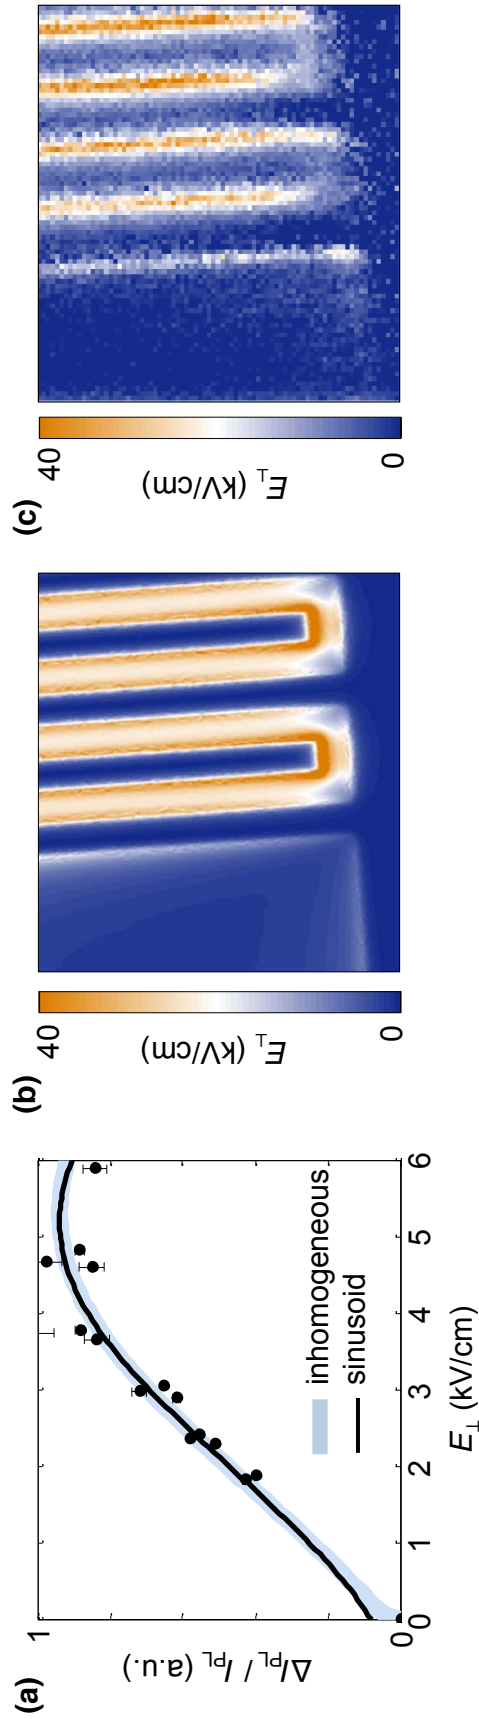 (a)
1
0
ΔI_PL / I_PL (a.u.)
inhomogeneous
sinusoid
0 1 2 3 4 5 6
E_⊥ (kV/cm)
(b)
40
0
E_⊥ (kV/cm)
(c)
40
0
E_⊥ (kV/cm)